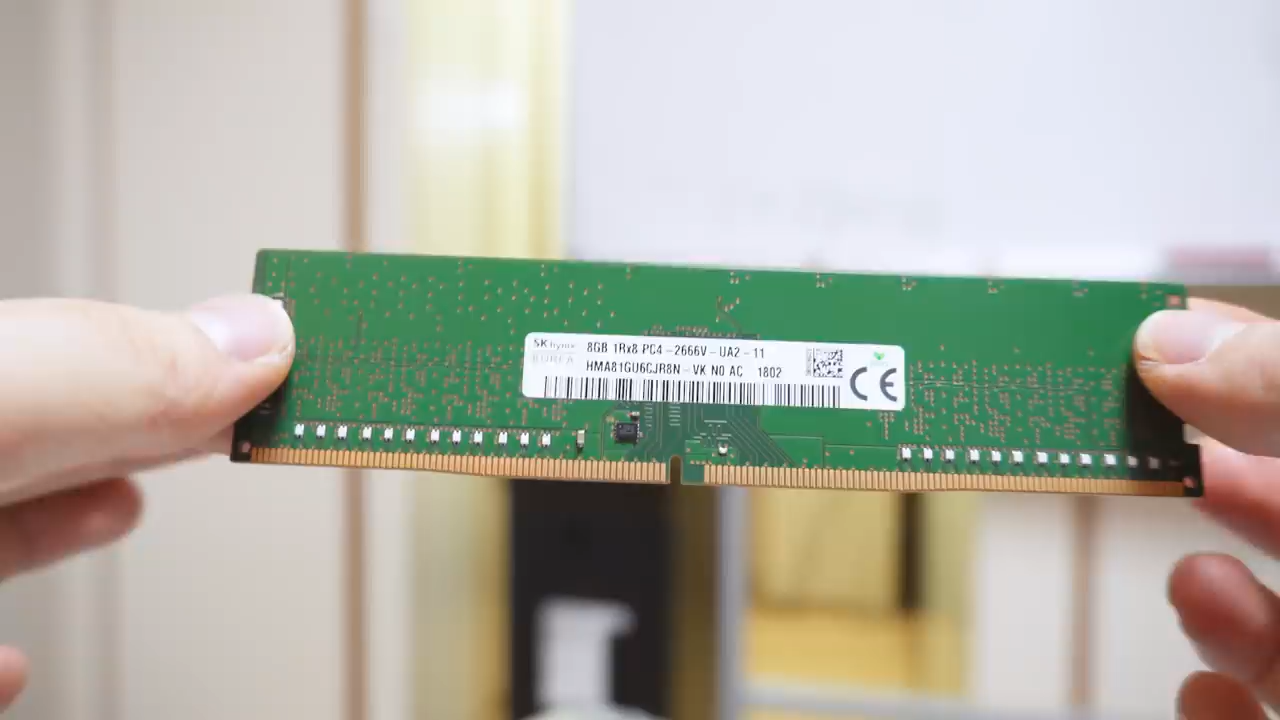 SK hynix 8GB 1Rx8 PC4-2666V-UA2-11
KOREA HMA81GU6CJR8N-VK N0 AC 1802
CE